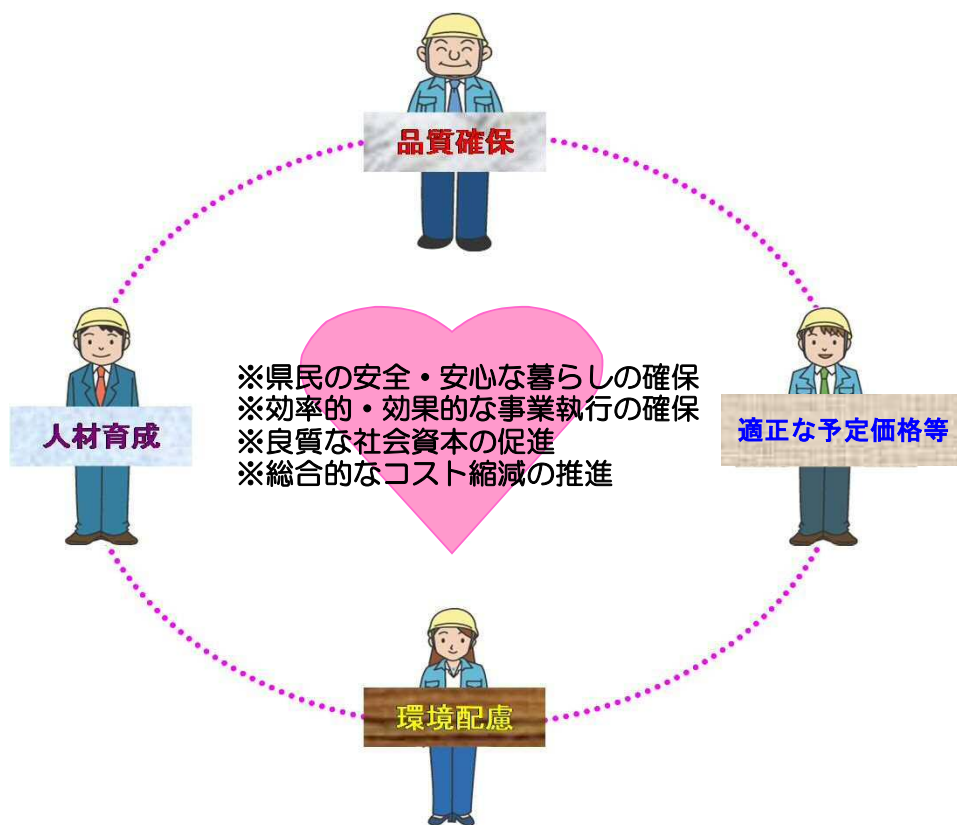 品質確保
※県民の安全・安心な暮らしの確保
※効率的・効果的な事業執行の確保
※良質な社会資本の促進
※総合的なコスト縮減の推進
人材育成
適正な予定価格等
環境配慮